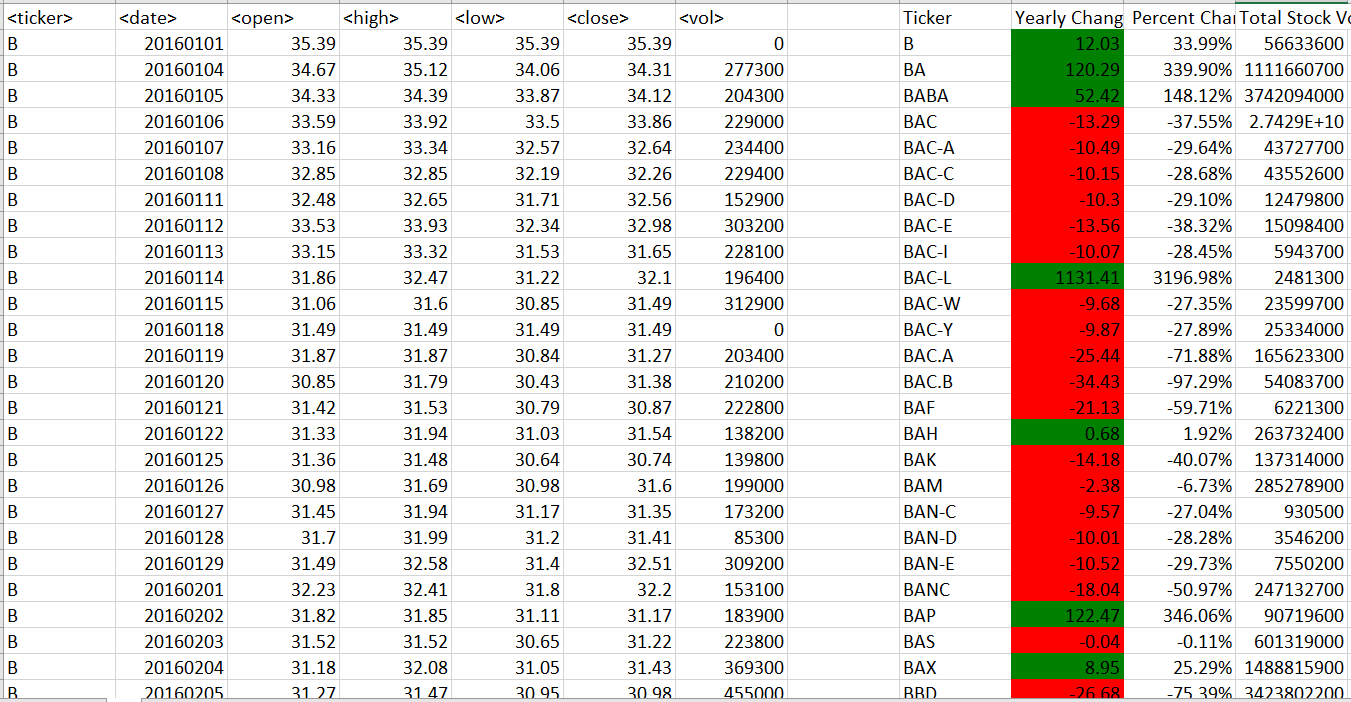 <ticker> <date> <open> <high> <low> <close> <vol> Ticker Yearly Chang Percent Char Total Stock Vo
B 20160101 35.39 35.39 35.39 35.39 0 B 12.03 33.99% 56633600
B 20160104 34.67 35.12 34.06 34.31 277300 BA 120.29 339.90% 1111660700
B 20160105 34.33 34.39 33.87 34.12 204300 BABA 52.42 148.12% 3742094000
B 20160106 33.59 33.92 33.5 33.86 229000 BAC -13.29 -37.55% 2.7429E+10
B 20160107 33.16 33.34 32.57 32.64 234400 BAC-A -10.49 -29.64% 43727700
B 20160108 32.85 32.85 32.19 32.26 229400 BAC-C -10.15 -28.68% 43552600
B 20160111 32.48 32.65 31.71 32.56 152900 BAC-D -10.3 -29.10% 12479800
B 20160112 33.53 33.93 32.34 32.98 303200 BAC-E -13.56 -38.32% 15098400
B 20160113 33.15 33.32 31.53 31.65 228100 BAC-I -10.07 -28.45% 5943700
B 20160114 31.86 32.47 31.22 32.1 196400 BAC-L 1131.41 3196.98% 2481300
B 20160115 31.06 31.6 30.85 31.49 312900 BAC-W -9.68 -27.35% 23599700
B 20160118 31.49 31.49 31.49 31.49 0 BAC-Y -9.87 -27.89% 25334000
B 20160119 31.87 31.87 30.84 31.27 203400 BAC.A -25.44 -71.88% 165623300
B 20160120 30.85 31.79 30.43 31.38 210200 BAC.B -34.43 -97.29% 54083700
B 20160121 31.42 31.53 30.79 30.87 222800 BAF -21.13 -59.71% 6221300
B 20160122 31.33 31.94 31.03 31.54 138200 BAH 0.68 1.92% 263732400
B 20160125 31.36 31.48 30.64 30.74 139800 BAK -14.18 -40.07% 137314000
B 20160126 30.98 31.69 30.98 31.6 199000 BAM -2.38 -6.73% 285278900
B 20160127 31.45 31.94 31.17 31.35 173200 BAN-C -9.57 -27.04% 930500
B 20160128 31.7 31.99 31.2 31.41 85300 BAN-D -10.01 -28.28% 3546200
B 20160129 31.49 32.58 31.4 32.51 309200 BAN-E -10.52 -29.73% 7550200
B 20160201 32.23 32.41 31.8 32.2 153100 BANC -18.04 -50.97% 247132700
B 20160202 31.82 31.85 31.11 31.17 183900 BAP 122.47 346.06% 90719600
B 20160203 31.52 31.52 30.65 31.22 223800 BAS -0.04 -0.11% 601319000
B 20160204 31.18 32.08 31.05 31.43 369300 BAX 8.95 25.29% 1488815900
B 20160205 31.27 31.47 30.95 30.98 455000 BBD -26.68 -75.39% 3423802200